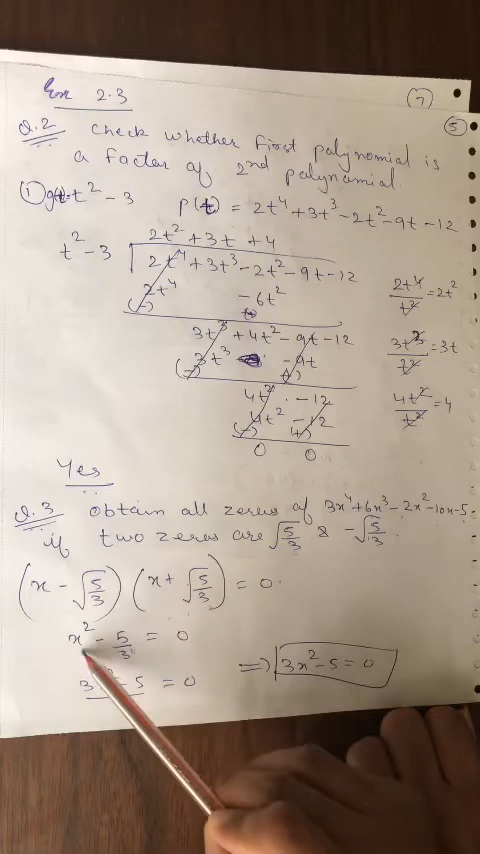 Ex 2.3
7
5
Q.2 Check whether first polynomial is
a factor of 2nd polynomial.
(i) g(t)=t² - 3 P(t) = 2t⁴ +3t³ -2t² -9t -12
2t² + 3t + 4
t² - 3 2t⁴ +3t³ -2t² -9t -12
2t⁴ - 6t²
(-) +
3t³ + 4t² - 9t - 12
3t³ - 9t
(-) (+)
4t² - 12
4t² - 12
(-) (+)
0 0
2t⁴/t² = 2t²
3t³/t² = 3t
4t²/t² = 4
Yes
Q.3 obtain all zeroes of 3x⁴+6x³-2x²-10x-5.
if two zeroes are √5/3 & -√5/3.
(x - √5/3) (x + √5/3) = 0.
x² - 5/3 = 0
⇒ 3x² - 5 = 0
3 - 5 = 0